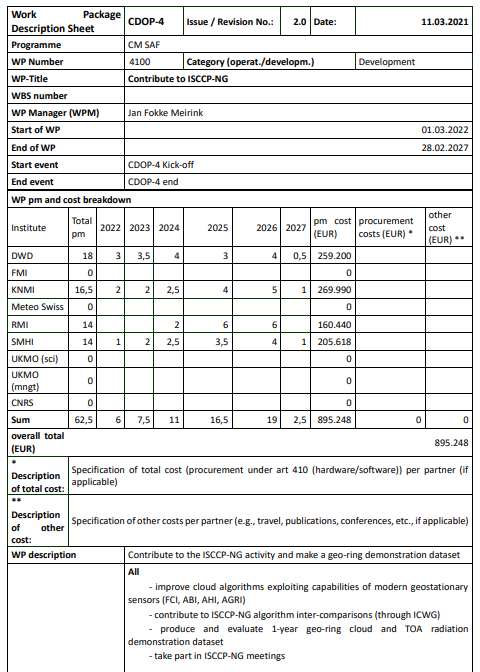 Work Package CDOP-4 Issue / Revision No.: 2.0 Date: 11.03.2021
Description Sheet
Programme CM SAF
WP Number 4100 Category (operat./developm.) Development
WP-Title Contribute to ISCCP-NG
WBS number
WP Manager (WPM) Jan Fokke Meirink
Start of WP 01.03.2022
End of WP 28.02.2027
Start event CDOP-4 Kick-off
End event CDOP-4 end
WP pm and cost breakdown
Institute Total pm 2022 2023 2024 2025 2026 2027 pm cost (EUR) procurement costs (EUR) * other cost (EUR) **
DWD 18 3 3,5 4 3 4 0,5 259.200
FMI 0 0
KNMI 16,5 2 2 2,5 4 5 1 269.990
Meteo Swiss 0 0
RMI 14 2 6 6 160.440
SMHI 14 1 2 2,5 3,5 4 1 205.618
UKMO (sci) 0 0
UKMO (mngt) 0 0
CNRS 0 0
Sum 62,5 6 7,5 11 16,5 19 2,5 895.248 0 0
overall total (EUR) 895.248
* Description of total cost: Specification of total cost (procurement under art 410 (hardware/software)) per partner (if applicable)
** Description of other cost: Specification of other costs per partner (e.g., travel, publications, conferences, etc., if applicable)
WP description Contribute to the ISCCP-NG activity and make a geo-ring demonstration dataset
All
- improve cloud algorithms exploiting capabilities of modern geostationary
sensors (FCI, ABI, AHI, AGRI)
- contribute to ISCCP-NG algorithm inter-comparisons (through ICWG)
- produce and evaluate 1-year geo-ring cloud and TOA radiation
demonstration dataset
- take part in ISCCP-NG meetings